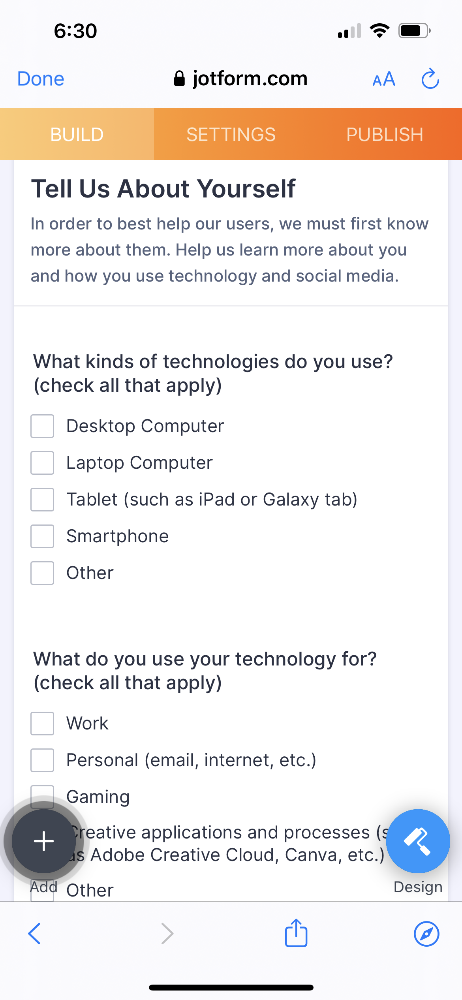 6:30
Done
jotform.com
AA
BUILD
SETTINGS
PUBLISH
Tell Us About Yourself
In order to best help our users, we must first know
more about them. Help us learn more about you
and how you use technology and social media.
What kinds of technologies do you use?
(check all that apply)
Desktop Computer
Laptop Computer
Tablet (such as iPad or Galaxy tab)
Smartphone
Other
What do you use your technology for?
(check all that apply)
Work
Personal (email, internet, etc.)
Gaming
Creative applications and processes
as Adobe Creative Cloud, Canva, etc.)
Add
Other
Design